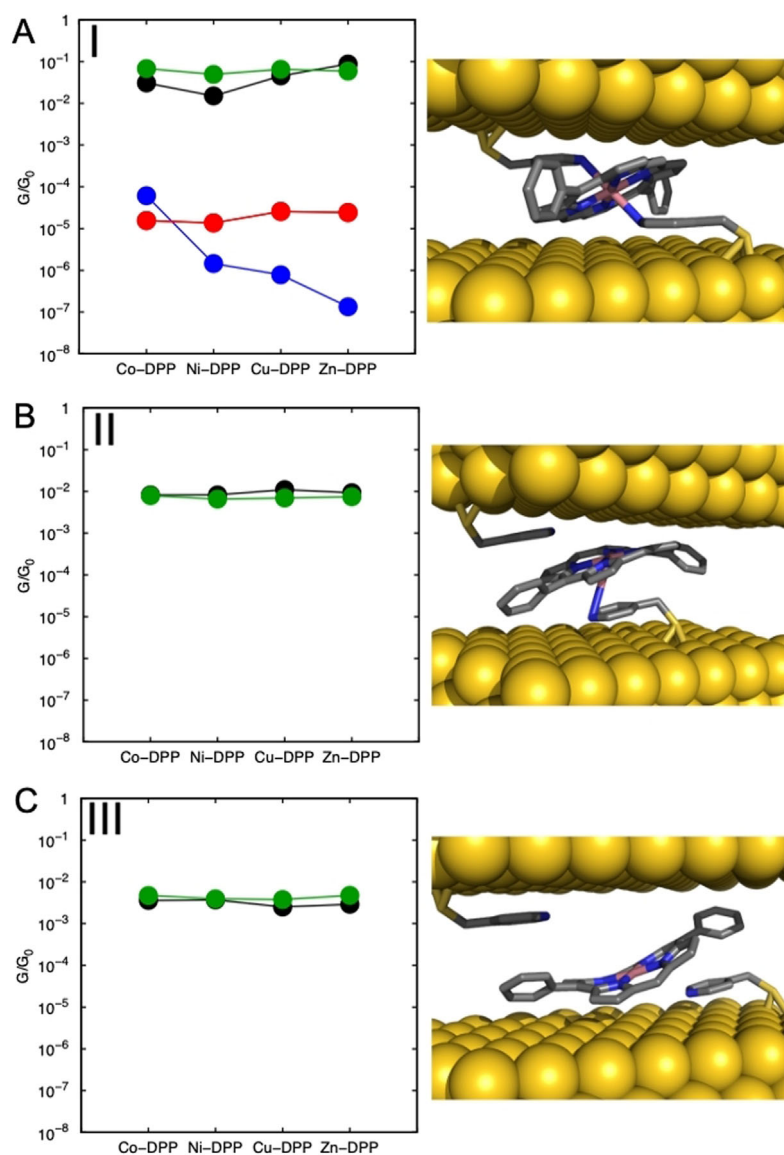 A
I
1
10⁻¹
10⁻²
10⁻³
10⁻⁴
10⁻⁵
10⁻⁶
10⁻⁷
10⁻⁸
G/G₀
Co–DPP Ni–DPP Cu–DPP Zn–DPP
B
II
1
10⁻¹
10⁻²
10⁻³
10⁻⁴
10⁻⁵
10⁻⁶
10⁻⁷
10⁻⁸
G/G₀
Co–DPP Ni–DPP Cu–DPP Zn–DPP
C
III
1
10⁻¹
10⁻²
10⁻³
10⁻⁴
10⁻⁵
10⁻⁶
10⁻⁷
10⁻⁸
G/G₀
Co–DPP Ni–DPP Cu–DPP Zn–DPP